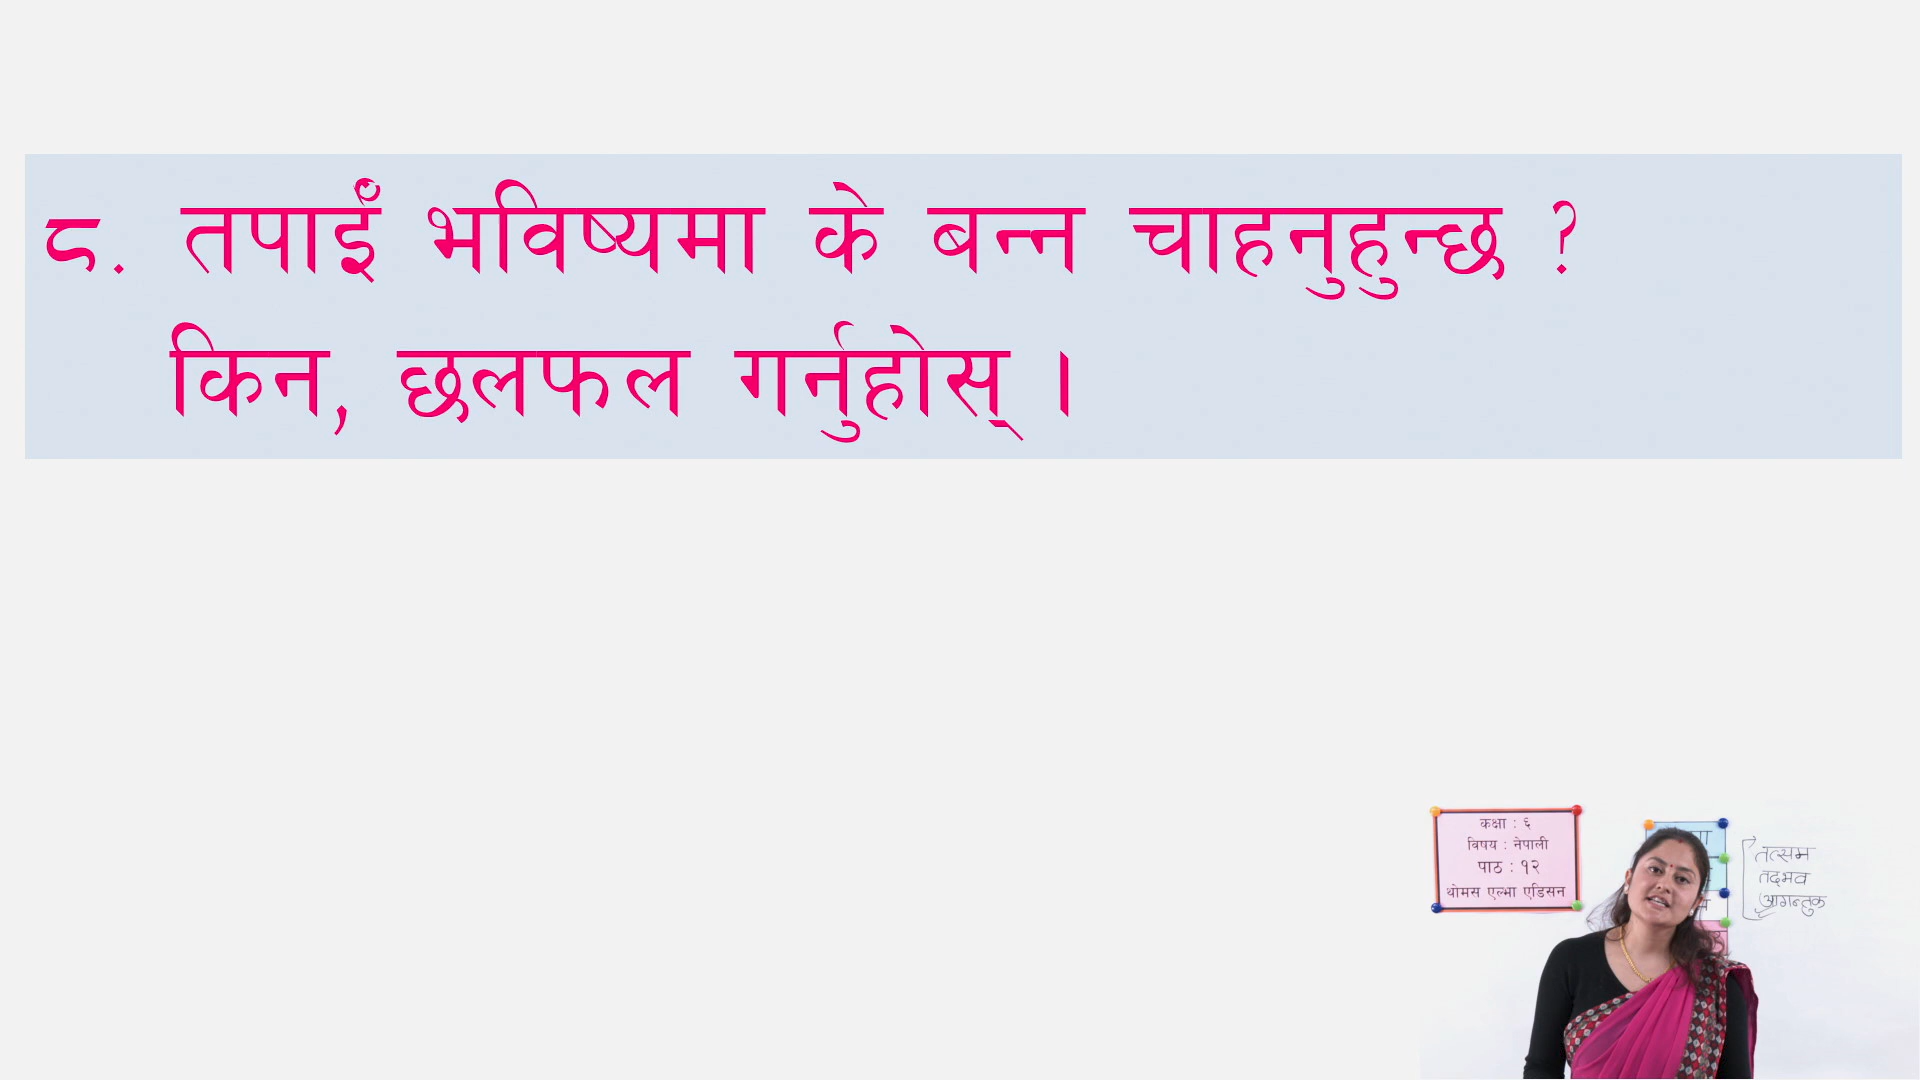 ८. तपाईँ भविष्यमा के बन्न चाहनुहुन्छ ?
किन, छलफल गर्नुहोस् ।
कक्षा : ६
विषय : नेपाली
पाठ : १२
थोमस एल्भा एडिसन
तत्सम
तद्भव
आगन्तुक